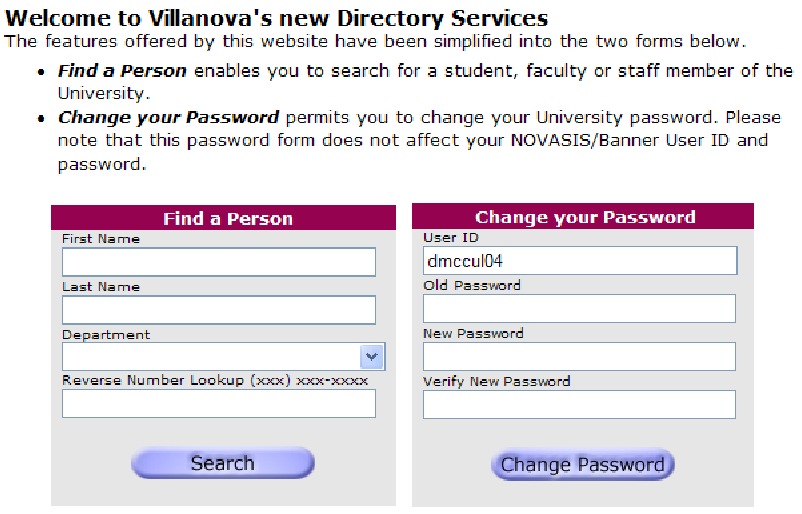 Welcome to Villanova's new Directory Services
The features offered by this website have been simplified into the two forms below.
• Find a Person enables you to search for a student, faculty or staff member of the
University.
• Change your Password permits you to change your University password. Please
note that this password form does not affect your NOVASIS/Banner User ID and
password.
Find a Person
First Name
Last Name
Department
Reverse Number Lookup (xxx) xxx-xxxx
Search
Change your Password
User ID
dmccul04
Old Password
New Password
Verify New Password
Change Password